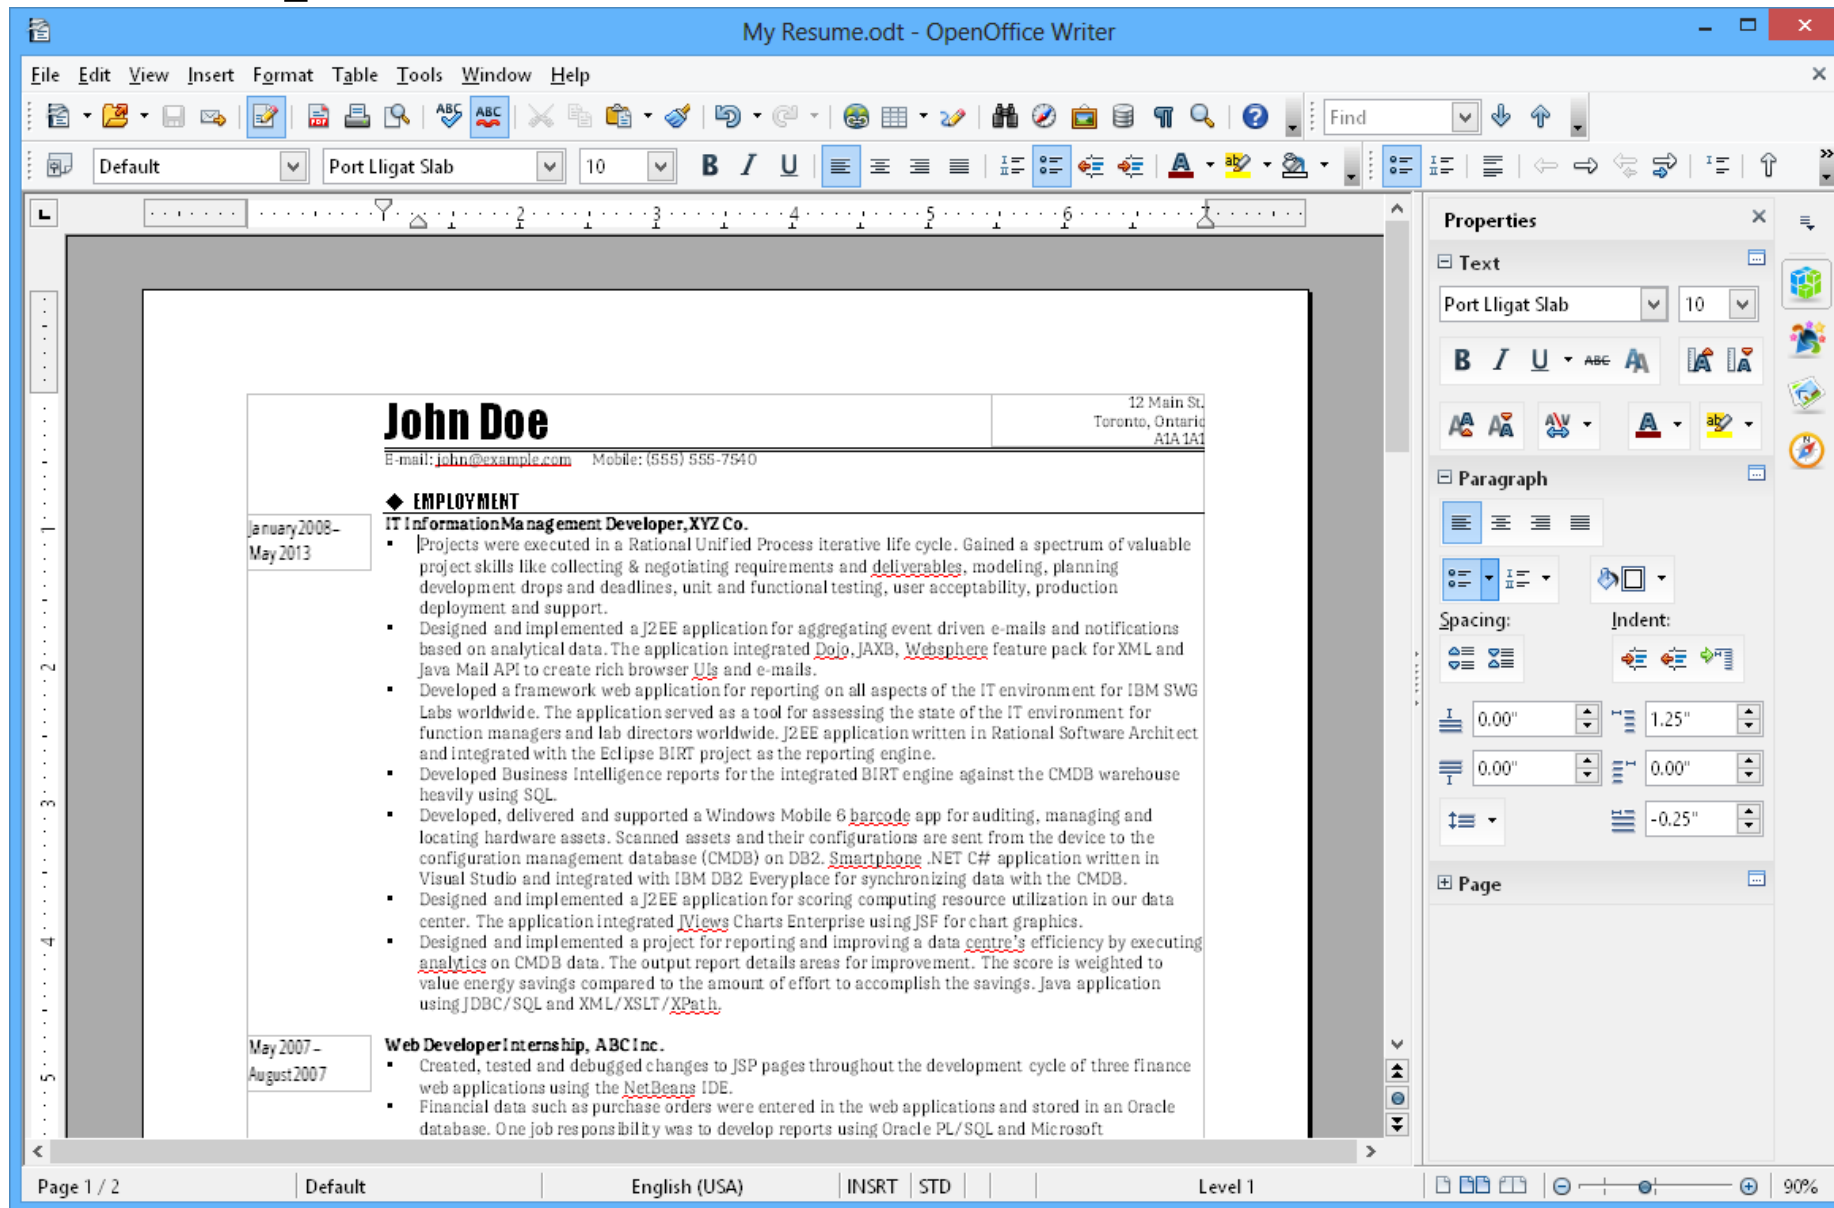 My Resume.odt - OpenOffice Writer
File Edit View Insert Format Table Tools Window Help
Find
Default Port Lligat Slab 10
2 3 4 5 6 7
Properties
Text
Port Lligat Slab 10
Paragraph
Spacing: Indent:
0.00" 1.25"
0.00" 0.00"
-0.25"
Page
John Doe
12 Main St.
Toronto, Ontario
A1A 1A1
E-mail: john@example.com Mobile: (555) 555-7540
EMPLOYMENT
January 2008–
May 2013
IT Information Management Developer, XYZ Co.
Projects were executed in a Rational Unified Process iterative life cycle. Gained a spectrum of valuable
project skills like collecting & negotiating requirements and deliverables, modeling, planning
development drops and deadlines, unit and functional testing, user acceptability, production
deployment and support.
Designed and implemented a J2EE application for aggregating event driven e-mails and notifications
based on analytical data. The application integrated Dojo, JAXB, Websphere feature pack for XML and
Java Mail API to create rich browser UIs and e-mails.
Developed a framework web application for reporting on all aspects of the IT environment for IBM SWG
Labs worldwide. The application served as a tool for assessing the state of the IT environment for
function managers and lab directors worldwide. J2EE application written in Rational Software Architect
and integrated with the Eclipse BIRT project as the reporting engine.
Developed Business Intelligence reports for the integrated BIRT engine against the CMDB warehouse
heavily using SQL.
Developed, delivered and supported a Windows Mobile 6 barcode app for auditing, managing and
locating hardware assets. Scanned assets and their configurations are sent from the device to the
configuration management database (CMDB) on DB2. Smartphone .NET C# application written in
Visual Studio and integrated with IBM DB2 Everyplace for synchronizing data with the CMDB.
Designed and implemented a J2EE application for scoring computing resource utilization in our data
center. The application integrated JViews Charts Enterprise using JSF for chart graphics.
Designed and implemented a project for reporting and improving a data centre's efficiency by executing
analytics on CMDB data. The output report details areas for improvement. The score is weighted to
value energy savings compared to the amount of effort to accomplish the savings. Java application
using JDBC/SQL and XML/XSLT/XPath.
May 2007 –
August 2007
Web Developer Internship, ABC Inc.
Created, tested and debugged changes to JSP pages throughout the development cycle of three finance
web applications using the NetBeans IDE.
Financial data such as purchase orders were entered in the web applications and stored in an Oracle
database. One job responsibility was to develop reports using Oracle PL/SQL and Microsoft
Page 1 / 2 Default English (USA) INSRT STD Level 1 90%